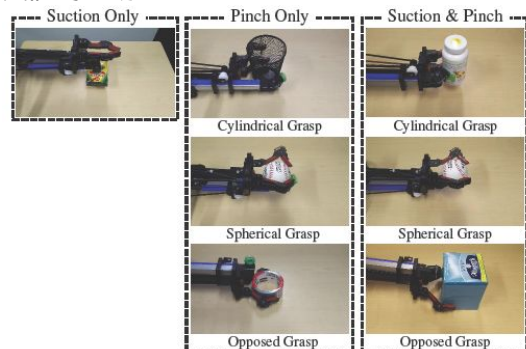 Suction Only
Pinch Only
Suction & Pinch
Cylindrical Grasp
Cylindrical Grasp
Spherical Grasp
Spherical Grasp
Opposed Grasp
Opposed Grasp